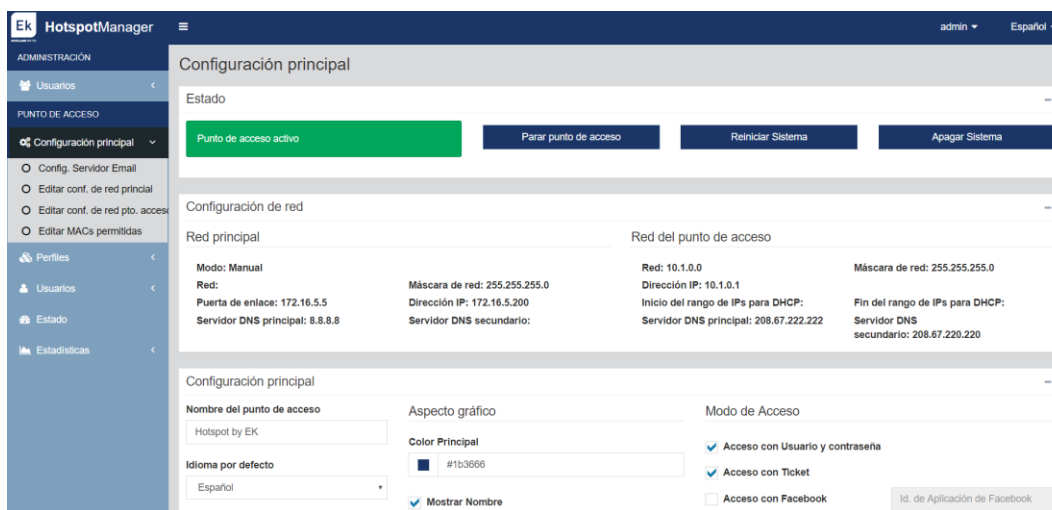 Ek HotspotManager
admin
Español
ADMINISTRACIÓN
Usuarios
PUNTO DE ACCESO
Configuración principal
Config. Servidor Email
Editar conf. de red princial
Editar conf. de red pto. acceso
Editar MACs permitidas
Perfiles
Usuarios
Estado
Estadísticas
Configuración principal
Estado
Punto de acceso activo
Parar punto de acceso
Reiniciar Sistema
Apagar Sistema
Configuración de red
Red principal
Modo: Manual
Red:
Máscara de red: 255.255.255.0
Puerta de enlace: 172.16.5.5
Dirección IP: 172.16.5.200
Servidor DNS principal: 8.8.8.8
Servidor DNS secundario:
Red del punto de acceso
Red: 10.1.0.0
Máscara de red: 255.255.255.0
Dirección IP: 10.1.0.1
Inicio del rango de IPs para DHCP:
Fin del rango de IPs para DHCP:
Servidor DNS principal: 208.67.222.222
Servidor DNS
secundario: 208.67.220.220
Configuración principal
Nombre del punto de acceso
Hotspot by EK
Idioma por defecto
Español
Aspecto gráfico
Color Principal
#1b3666
Mostrar Nombre
Modo de Acceso
Acceso con Usuario y contraseña
Acceso con Ticket
Acceso con Facebook
Id. de Aplicación de Facebook